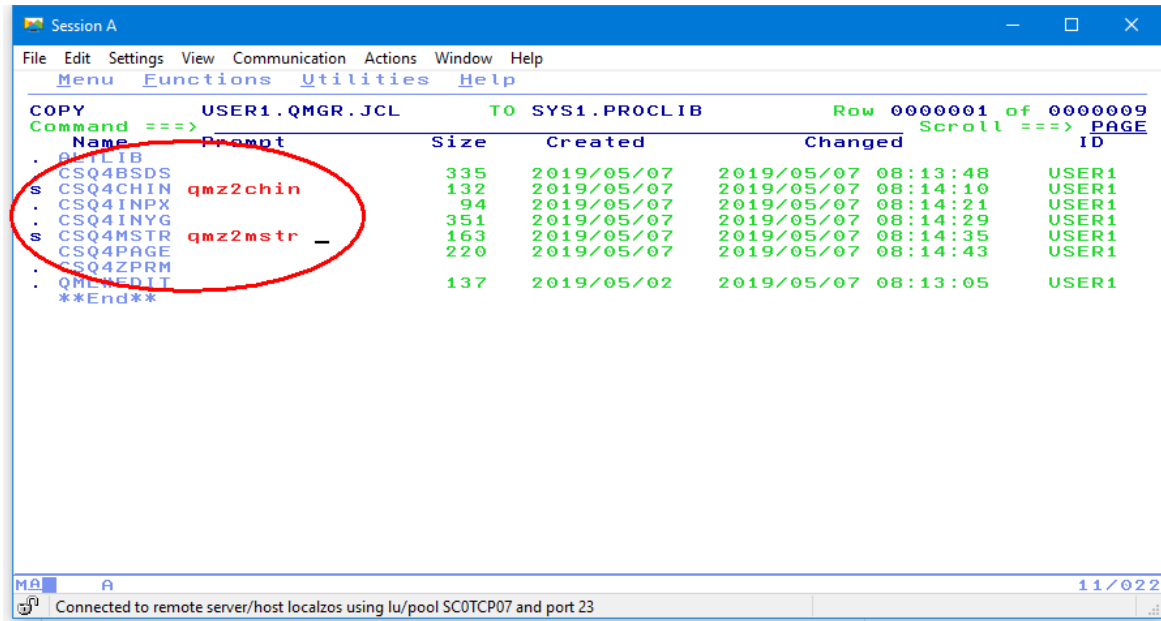 Session A
File Edit Settings View Communication Actions Window Help
Menu Functions Utilities Help
COPY USER1.QMGR.JCL TO SYS1.PROCLIB Row 0000001 of 0000009
Command ===> Scroll ===> PAGE
Name Prompt Size Created Changed ID
. ALTLIB
. CSQ4BSDS 335 2019/05/07 2019/05/07 08:13:48 USER1
s CSQ4CHIN qmz2chin 132 2019/05/07 2019/05/07 08:14:10 USER1
. CSQ4INPX 94 2019/05/07 2019/05/07 08:14:21 USER1
. CSQ4INYG 351 2019/05/07 2019/05/07 08:14:29 USER1
s CSQ4MSTR qmz2mstr _ 163 2019/05/07 2019/05/07 08:14:35 USER1
. CSQ4PAGE 220 2019/05/07 2019/05/07 08:14:43 USER1
. CSQ4ZPRM
. 137 2019/05/02 2019/05/07 08:13:05 USER1
**End**
MA A 11/022
Connected to remote server/host localzos using lu/pool SC0TCP07 and port 23